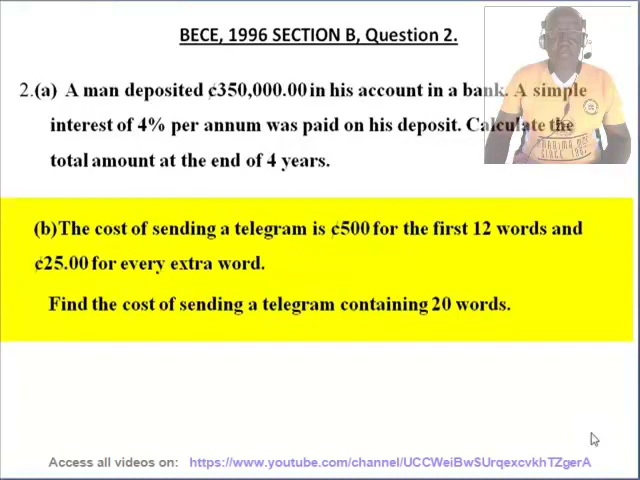 BECE, 1996 SECTION B, Question 2.
2.(a) A man deposited ₵350,000.00 in his account in a bank. A simple
interest of 4% per annum was paid on his deposit. Calculate the
total amount at the end of 4 years.
(b)The cost of sending a telegram is ₵500 for the first 12 words and
₵25.00 for every extra word.
Find the cost of sending a telegram containing 20 words.
Access all videos on: https://www.youtube.com/channel/UCCWeiBwSUrqexcvkhTZgerA